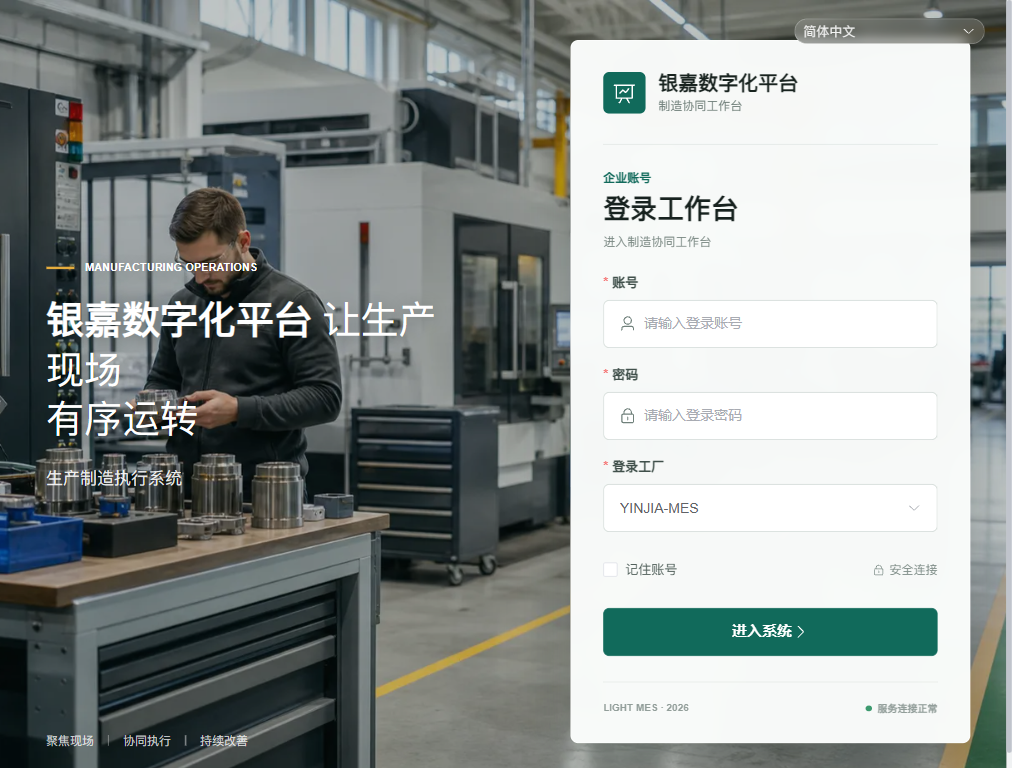 简体中文
银嘉数字化平台
制造协同工作台
企业账号
登录工作台
进入制造协同工作台
* 账号
请输入登录账号
* 密码
请输入登录密码
* 登录工厂
YINJIA-MES
记住账号
安全连接
进入系统
LIGHT MES · 2026
服务连接正常
MANUFACTURING OPERATIONS
银嘉数字化平台 让生产
现场
有序运转
生产制造执行系统
聚焦现场 | 协同执行 | 持续改善